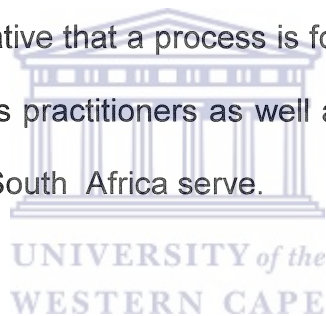 ative that a process is fo
s practitioners as well a
South Africa serve.
UNIVERSITY of the
WESTERN CAPE